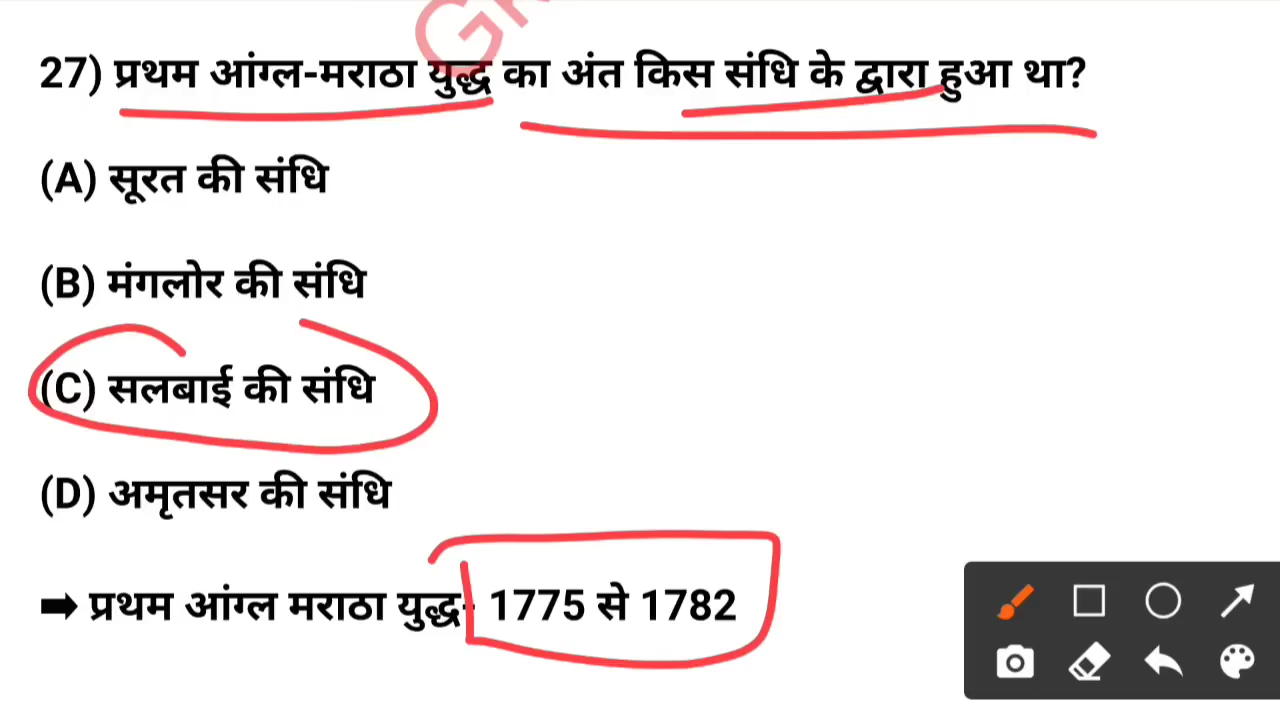 27) प्रथम आंग्ल-मराठा युद्ध का अंत किस संधि के द्वारा हुआ था?
(A) सूरत की संधि
(B) मंगलोर की संधि
(C) सलबाई की संधि
(D) अमृतसर की संधि
➡ प्रथम आंग्ल मराठा युद्ध- 1775 से 1782